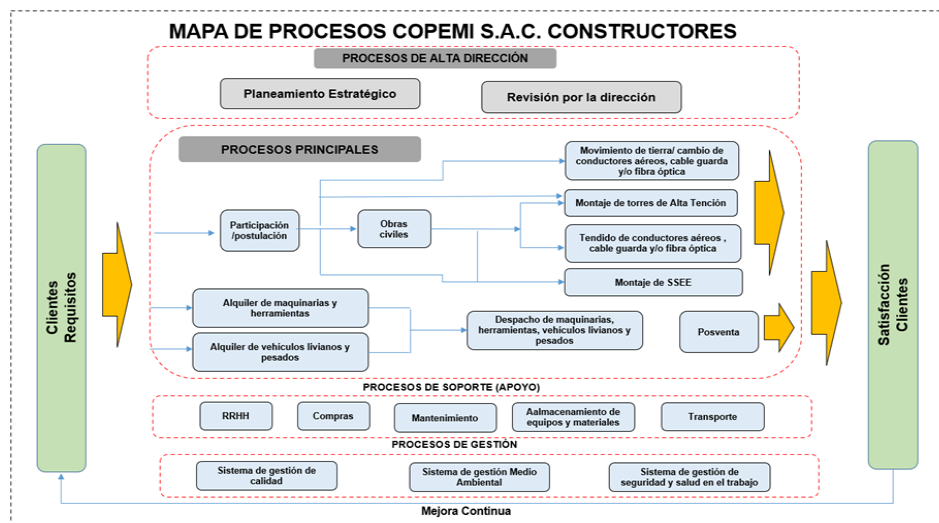 MAPA DE PROCESOS COPEMI S.A.C. CONSTRUCTORES
PROCESOS DE ALTA DIRECCIÓN
Planeamiento Estratégico
Revisión por la dirección
Clientes
Requisitos
PROCESOS PRINCIPALES
Participación
/postulación
Obras
civiles
Movimiento de tierra/ cambio de
conductores aéreos, cable guarda
y/o fibra óptica
Montaje de torres de Alta Tención
Tendido de conductores aéreos ,
cable guarda y/o fibra óptica
Montaje de SSEE
Alquiler de maquinarias y
herramientas
Alquiler de vehículos livianos y
pesados
Despacho de maquinarias,
herramientas, vehículos livianos y
pesados
Posventa
Satisfacción
Clientes
PROCESOS DE SOPORTE (APOYO)
RRHH
Compras
Mantenimiento
Aalmacenamiento de
equipos y materiales
Transporte
PROCESOS DE GESTIÓN
Sistema de gestión de
calidad
Sistema de gestión Medio
Ambiental
Sistema de gestión de
seguridad y salud en el trabajo
Mejora Continua